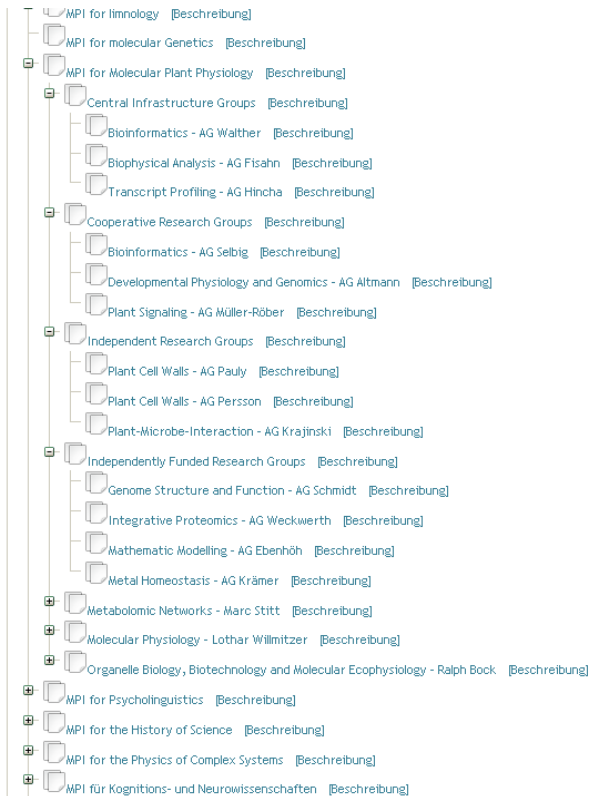 MPI for limnology [Beschreibung]
MPI for molecular Genetics [Beschreibung]
MPI for Molecular Plant Physiology [Beschreibung]
Central Infrastructure Groups [Beschreibung]
Bioinformatics - AG Walther [Beschreibung]
Biophysical Analysis - AG Fisahn [Beschreibung]
Transcript Profiling - AG Hincha [Beschreibung]
Cooperative Research Groups [Beschreibung]
Bioinformatics - AG Selbig [Beschreibung]
Developmental Physiology and Genomics - AG Altmann [Beschreibung]
Plant Signaling - AG Müller-Röber [Beschreibung]
Independent Research Groups [Beschreibung]
Plant Cell Walls - AG Pauly [Beschreibung]
Plant Cell Walls - AG Persson [Beschreibung]
Plant-Microbe-Interaction - AG Krajinski [Beschreibung]
Independently Funded Research Groups [Beschreibung]
Genome Structure and Function - AG Schmidt [Beschreibung]
Integrative Proteomics - AG Weckwerth [Beschreibung]
Mathematic Modelling - AG Ebenhöh [Beschreibung]
Metal Homeostasis - AG Krämer [Beschreibung]
Metabolomic Networks - Marc Stitt [Beschreibung]
Molecular Physiology - Lothar Willmitzer [Beschreibung]
Organelle Biology, Biotechnology and Molecular Ecophysiology - Ralph Bock [Beschreibung]
MPI for Psycholinguistics [Beschreibung]
MPI for the History of Science [Beschreibung]
MPI for the Physics of Complex Systems [Beschreibung]
MPI für Kognitions- und Neurowissenschaften [Beschreibung]